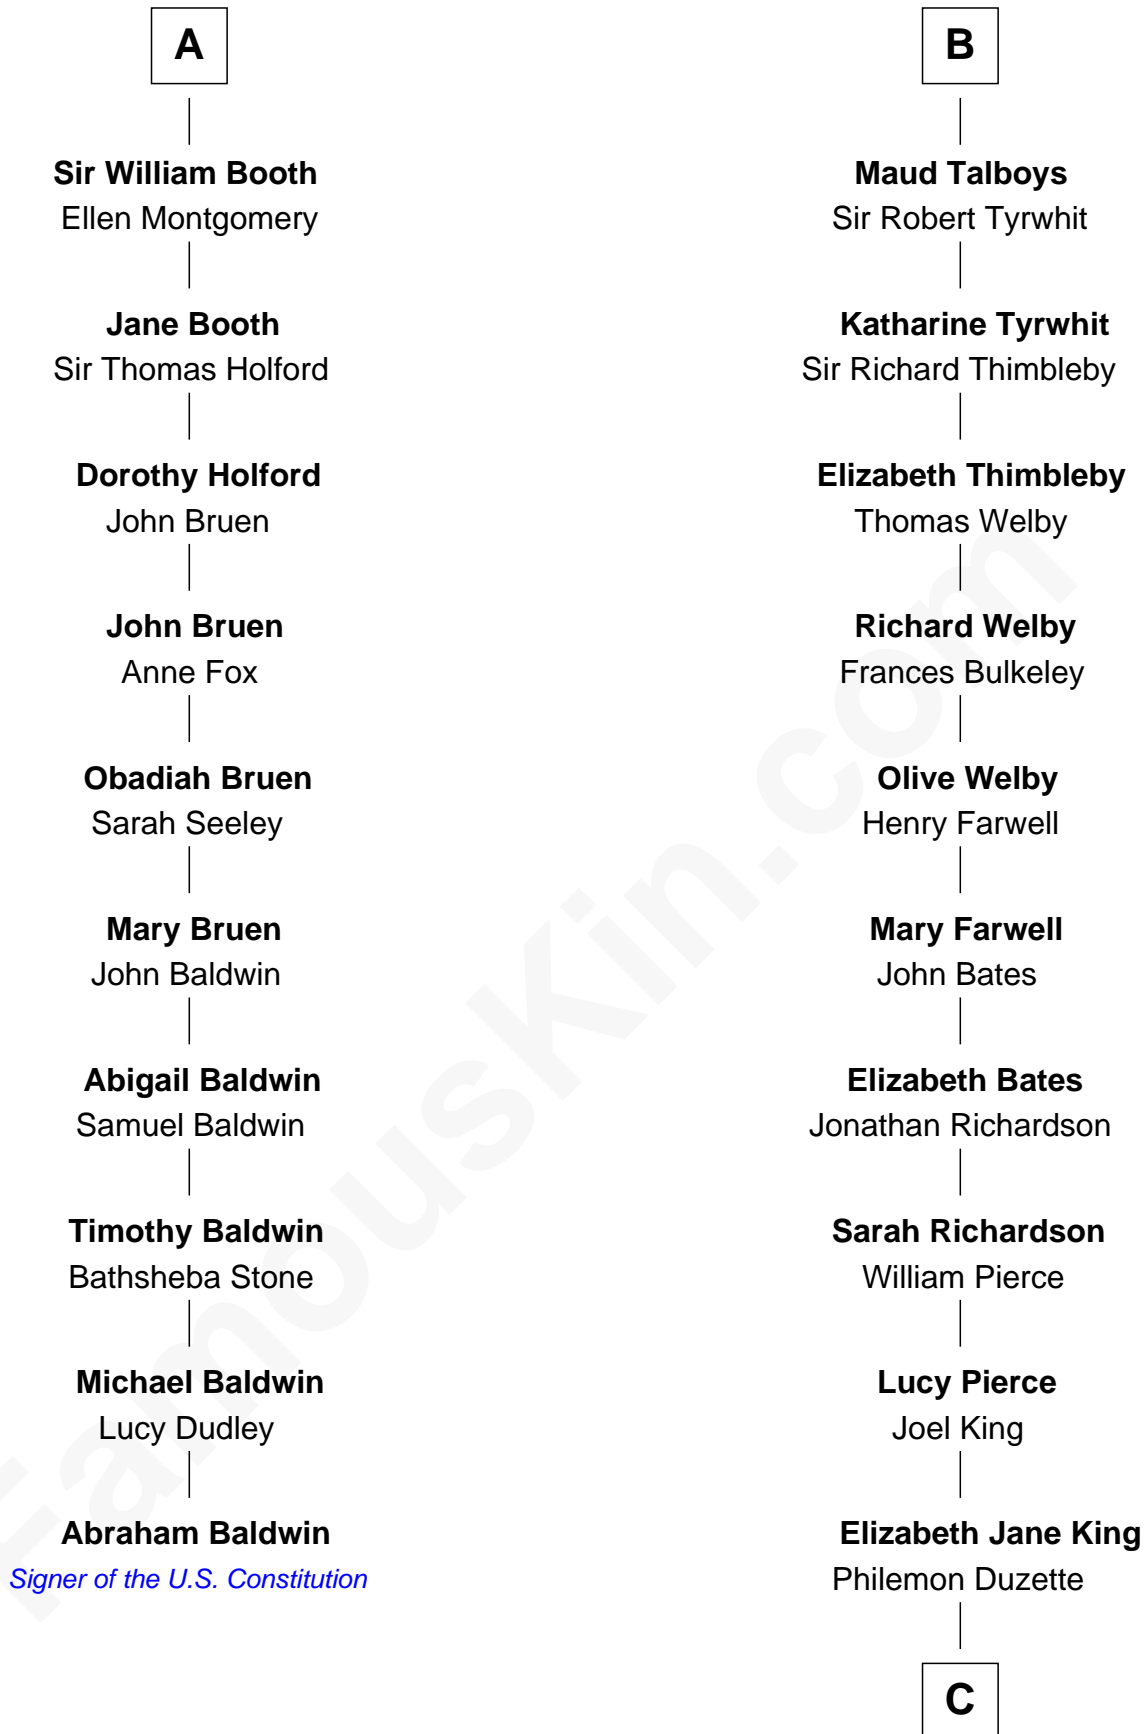 A
Sir William Booth
Ellen Montgomery
Jane Booth
Sir Thomas Holford
Dorothy Holford
John Bruen
John Bruen
Anne Fox
Obadiah Bruen
Sarah Seeley
Mary Bruen
John Baldwin
Abigail Baldwin
Samuel Baldwin
Timothy Baldwin
Bathsheba Stone
Michael Baldwin
Lucy Dudley
Abraham Baldwin
Signer of the U.S. Constitution
B
Maud Talboys
Sir Robert Tyrwhit
Katharine Tyrwhit
Sir Richard Thimbleby
Elizabeth Thimbleby
Thomas Welby
Richard Welby
Frances Bulkeley
Olive Welby
Henry Farwell
Mary Farwell
John Bates
Elizabeth Bates
Jonathan Richardson
Sarah Richardson
William Pierce
Lucy Pierce
Joel King
Elizabeth Jane King
Philemon Duzette
C
FamousKin.com